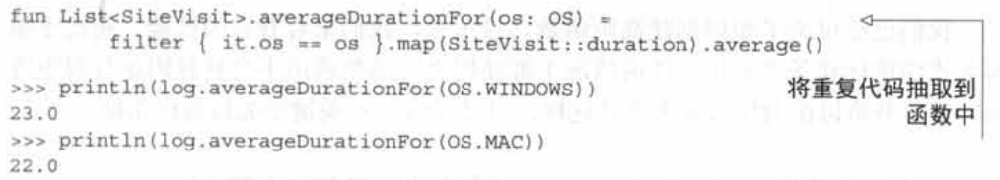 fun List<SiteVisit>.averageDurationFor(os: OS) =
filter { it.os == os }.map(SiteVisit::duration).average()
>>> println(log.averageDurationFor(OS.WINDOWS))
23.0
>>> println(log.averageDurationFor(OS.MAC))
22.0
将重复代码抽取到
函数中